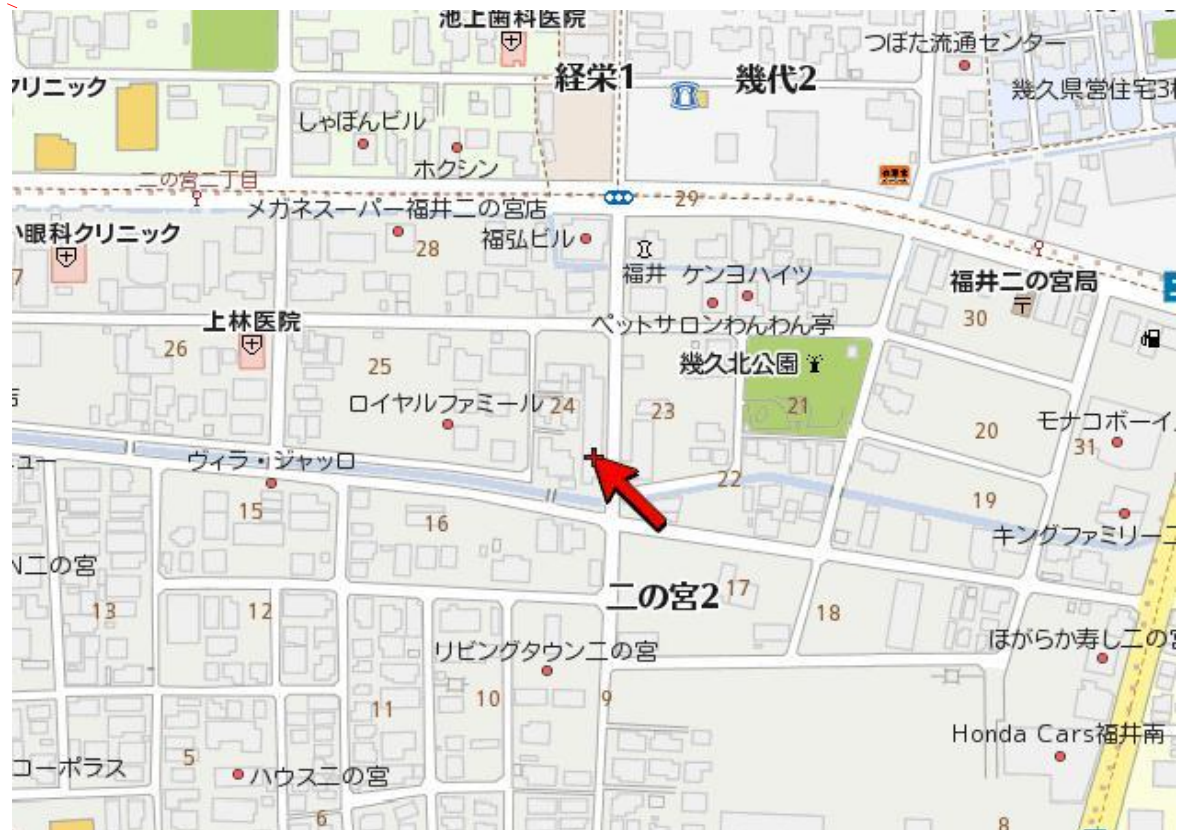 池上歯科医院
つぼた流通センター
経栄1
幾代2
クリニック
幾久県営住宅3
しゃぼんビル
ホクシン
二の宮二丁目
29
メガネスーパー福井二の宮店
眼科クリニック
28
福弘ビル
福井
ケンヨハイツ
福井二の宮局
7
上林医院
ペットサロンわんわん亭
30
26
25
幾久北公園
ロイヤルファミール
24
23
21
20
モナコボーイ
31
ュー
ヴィラ・ジャッロ
22
15
16
19
キングファミリー二
N二の宮
二の宮2
17
13
12
18
リビングタウン二の宮
ほがらか寿し二の宮
10
9
11
Honda Cars福井南
5
コーポラス
ハウス二の宮
6
8